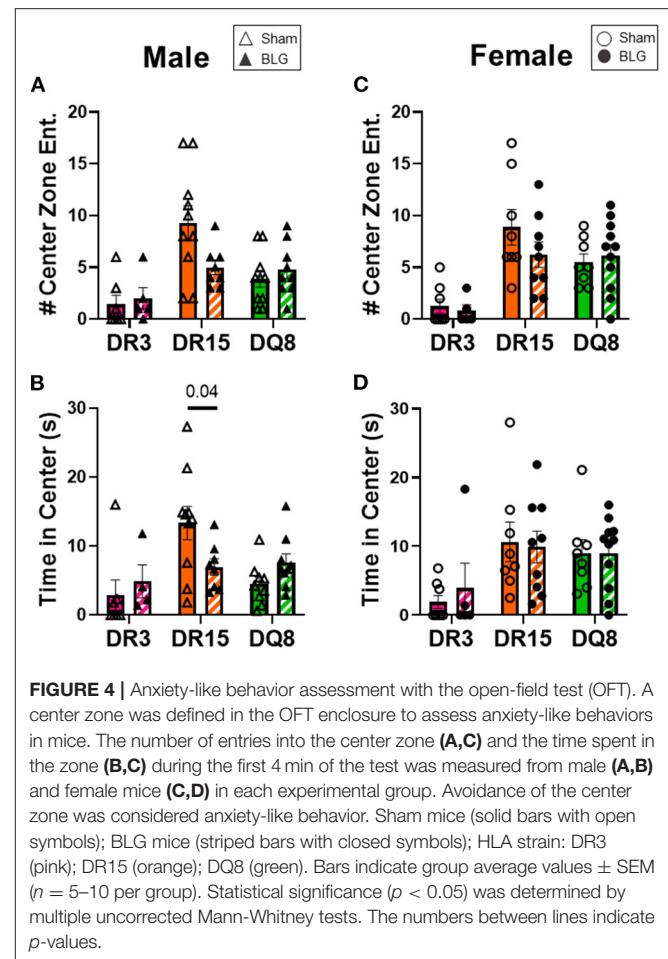 Male
Sham
BLG
Female
Sham
BLG
A
# Center Zone Ent.
20
15
10
5
0
DR3 DR15 DQ8
C
# Center Zone Ent.
20
15
10
5
0
DR3 DR15 DQ8
B
Time in Center (s)
30
20
10
0
0.04
DR3 DR15 DQ8
D
Time in Center (s)
30
20
10
0
DR3 DR15 DQ8
FIGURE 4 | Anxiety-like behavior assessment with the open-field test (OFT). A
center zone was defined in the OFT enclosure to assess anxiety-like behaviors
in mice. The number of entries into the center zone (A,C) and the time spent in
the zone (B,C) during the first 4 min of the test was measured from male (A,B)
and female mice (C,D) in each experimental group. Avoidance of the center
zone was considered anxiety-like behavior. Sham mice (solid bars with open
symbols); BLG mice (striped bars with closed symbols); HLA strain: DR3
(pink); DR15 (orange); DQ8 (green). Bars indicate group average values ± SEM
(n = 5–10 per group). Statistical significance (p < 0.05) was determined by
multiple uncorrected Mann-Whitney tests. The numbers between lines indicate
p-values.